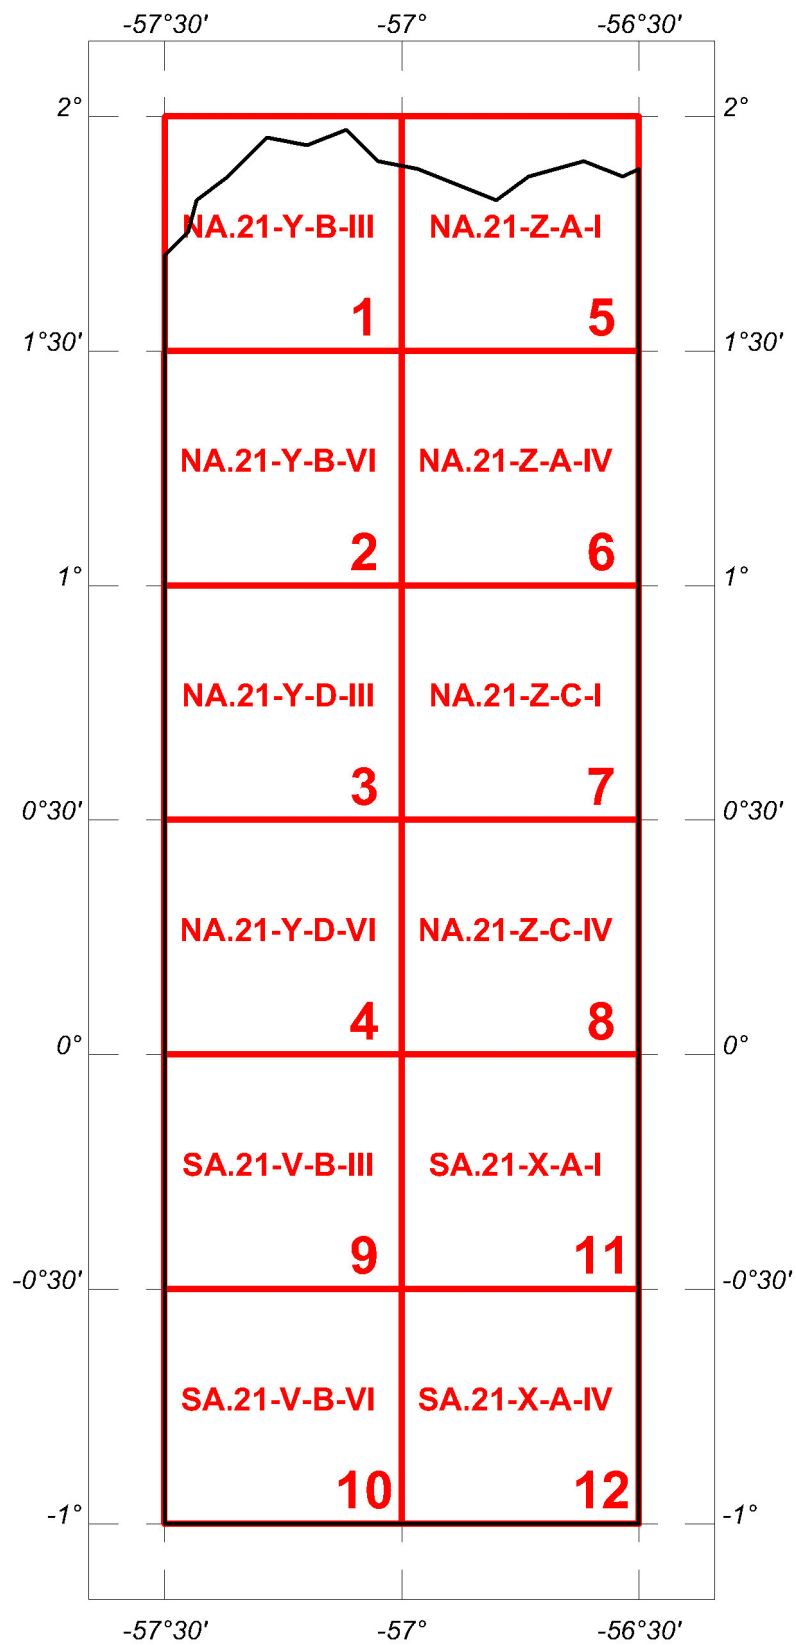 -57°30' -57° -56°30'
2° 2°
NA.21-Y-B-III NA.21-Z-A-I
1 5
1°30' 1°30'
NA.21-Y-B-VI NA.21-Z-A-IV
2 6
1° 1°
NA.21-Y-D-III NA.21-Z-C-I
3 7
0°30' 0°30'
NA.21-Y-D-VI NA.21-Z-C-IV
4 8
0° 0°
SA.21-V-B-III SA.21-X-A-I
9 11
-0°30' -0°30'
SA.21-V-B-VI SA.21-X-A-IV
10 12
-1° -1°
-57°30' -57° -56°30'